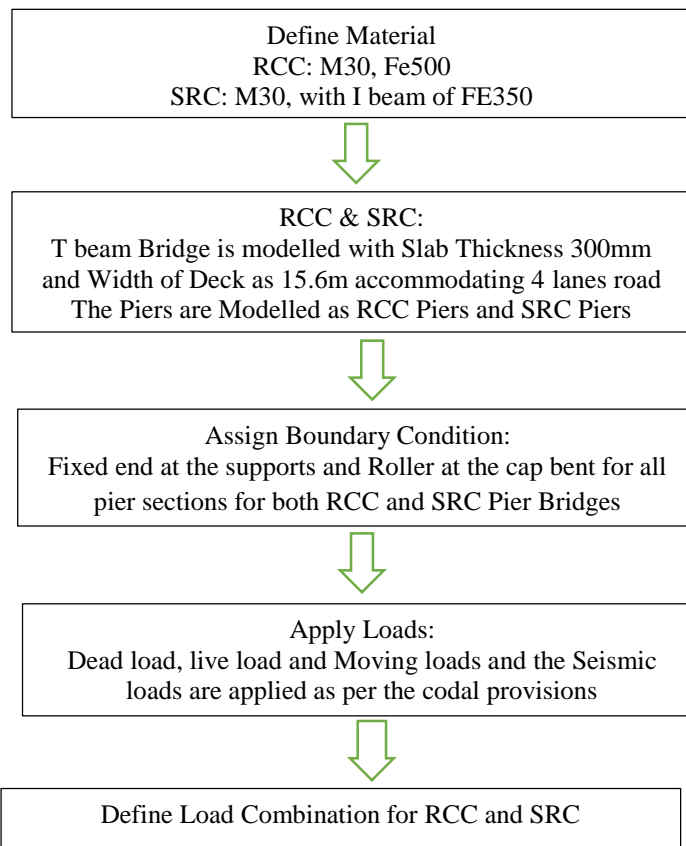 Define Material
RCC: M30, Fe500
SRC: M30, with I beam of FE350
RCC & SRC:
T beam Bridge is modelled with Slab Thickness 300mm
and Width of Deck as 15.6m accommodating 4 lanes road
The Piers are Modelled as RCC Piers and SRC Piers
Assign Boundary Condition:
Fixed end at the supports and Roller at the cap bent for all
pier sections for both RCC and SRC Pier Bridges
Apply Loads:
Dead load, live load and Moving loads and the Seismic
loads are applied as per the codal provisions
Define Load Combination for RCC and SRC